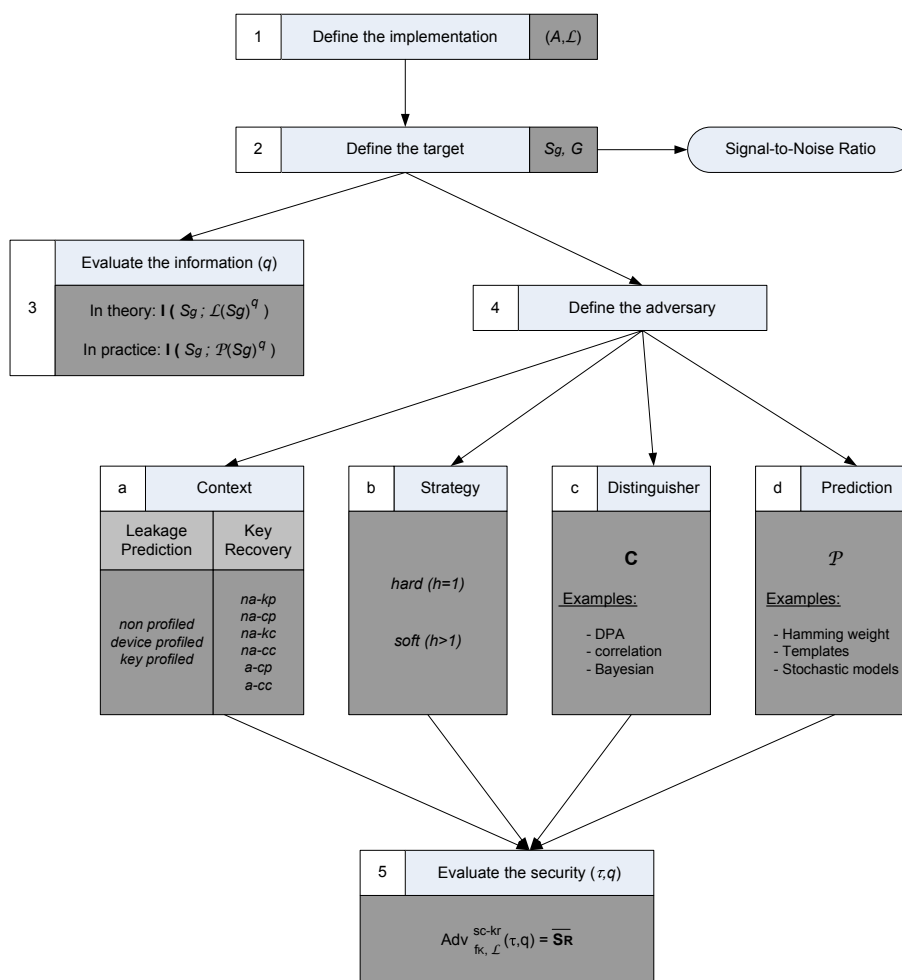 1 Define the implementation (A,ℒ)
2 Define the target Sg, G
Signal-to-Noise Ratio
3
Evaluate the information (q)
In theory: I ( Sg ; ℒ(Sg)^q )
In practice: I ( Sg ; 𝒫(Sg)^q )
4 Define the adversary
a Context
Leakage
Prediction
Key
Recovery
non profiled
device profiled
key profiled
na-kp
na-cp
na-kc
na-cc
a-cp
a-cc
b Strategy
hard (h=1)
soft (h>1)
c Distinguisher
C
Examples:
- DPA
- correlation
- Bayesian
d Prediction
𝒫
Examples:
- Hamming weight
- Templates
- Stochastic models
5 Evaluate the security (τ,q)
Adv sc-kr fK, ℒ (τ,q) = S̅R̅